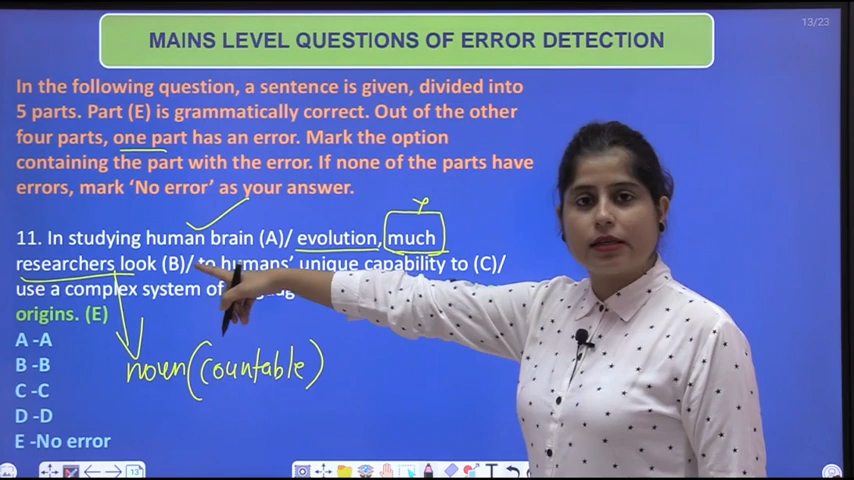 13/23
MAINS LEVEL QUESTIONS OF ERROR DETECTION
In the following question, a sentence is given, divided into
5 parts. Part (E) is grammatically correct. Out of the other
four parts, one part has an error. Mark the option
containing the part with the error. If none of the parts have
errors, mark ‘No error’ as your answer.
11. In studying human brain (A)/ evolution, much
researchers look (B)/ to humans’ unique capability to (C)/
use a complex system of
origins. (E)
A -A
B -B
C -C
D -D
E -No error
noun (countable)
13